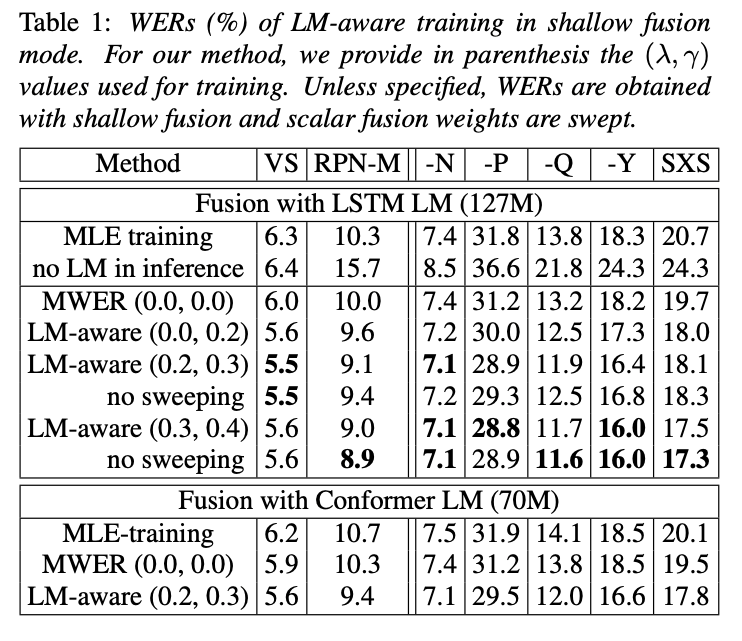 Table 1: WERs (%) of LM-aware training in shallow fusion
mode. For our method, we provide in parenthesis the (λ, γ)
values used for training. Unless specified, WERs are obtained
with shallow fusion and scalar fusion weights are swept.
Method VS RPN-M -N -P -Q -Y SXS
Fusion with LSTM LM (127M)
MLE training 6.3 10.3 7.4 31.8 13.8 18.3 20.7
no LM in inference 6.4 15.7 8.5 36.6 21.8 24.3 24.3
MWER (0.0, 0.0) 6.0 10.0 7.4 31.2 13.2 18.2 19.7
LM-aware (0.0, 0.2) 5.6 9.6 7.2 30.0 12.5 17.3 18.0
LM-aware (0.2, 0.3) 5.5 9.1 7.1 28.9 11.9 16.4 18.1
no sweeping 5.5 9.4 7.2 29.3 12.5 16.8 18.3
LM-aware (0.3, 0.4) 5.6 9.0 7.1 28.8 11.7 16.0 17.5
no sweeping 5.6 8.9 7.1 28.9 11.6 16.0 17.3
Fusion with Conformer LM (70M)
MLE-training 6.2 10.7 7.5 31.9 14.1 18.5 20.1
MWER (0.0, 0.0) 5.9 10.3 7.4 31.2 13.8 18.5 19.5
LM-aware (0.2, 0.3) 5.6 9.4 7.1 29.5 12.0 16.6 17.8